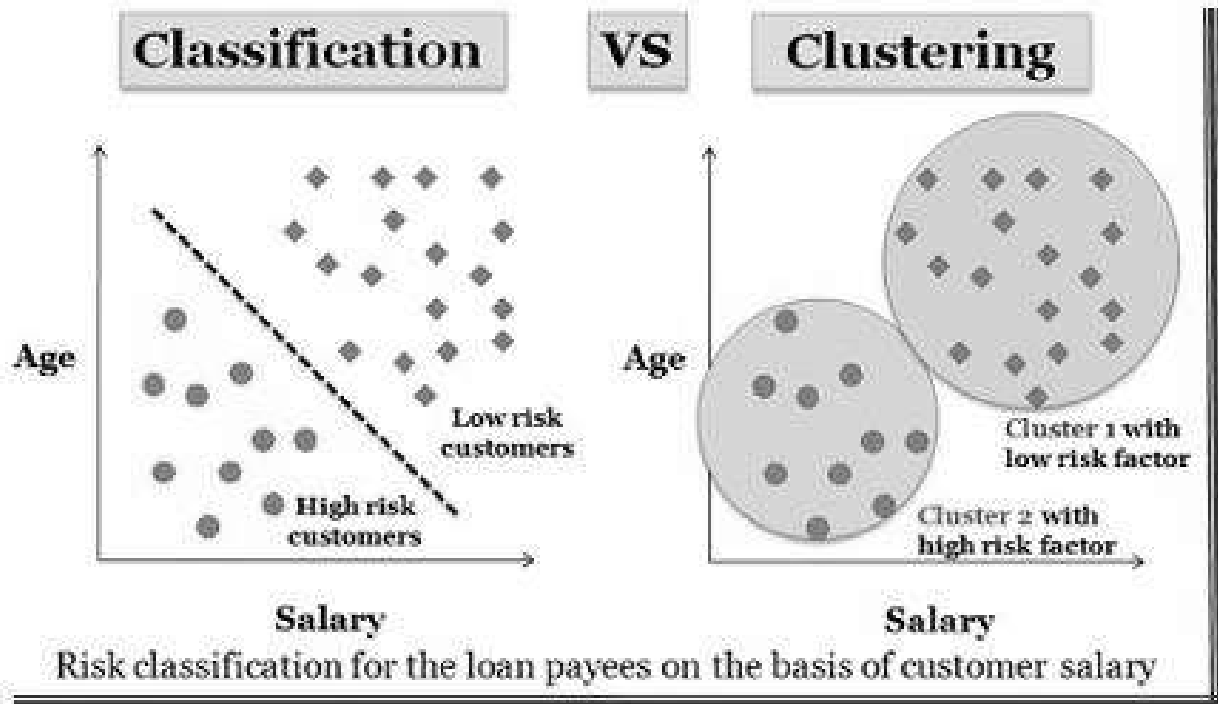 Classification VS Clustering
Age
Low risk
customers
High risk
customers
Salary
Age
Cluster 1 with
low risk factor
Cluster 2 with
high risk factor
Salary
Risk classification for the loan payees on the basis of customer salary